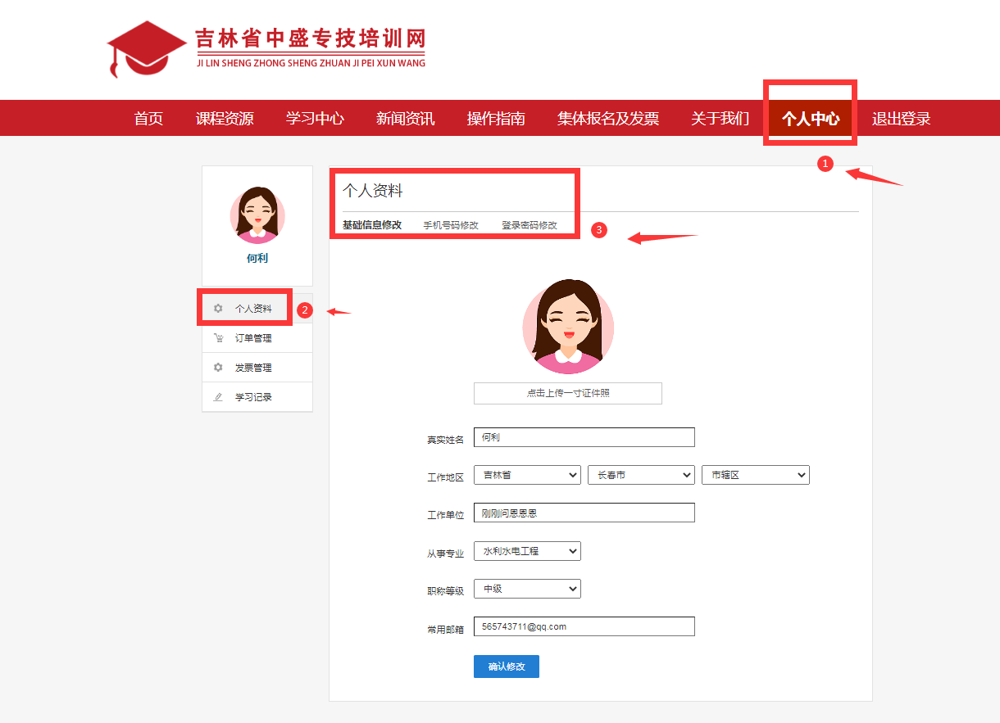 吉林省中盛专技培训网
JI LIN SHENG ZHONG SHENG ZHUAN JI PEI XUN WANG
首页 课程资源 学习中心 新闻资讯 操作指南 集体报名及发票 关于我们 个人中心 退出登录
1
个人资料
基础信息修改 手机号码修改 登录密码修改
3
何利
个人资料
2
订单管理
发票管理
学习记录
点击上传一寸证件照
真实姓名 何利
工作地区 吉林省 长春市 市辖区
工作单位 刚刚问恩恩恩
从事专业 水利水电工程
职称等级 中级
常用邮箱 565743711@qq.com
确认修改